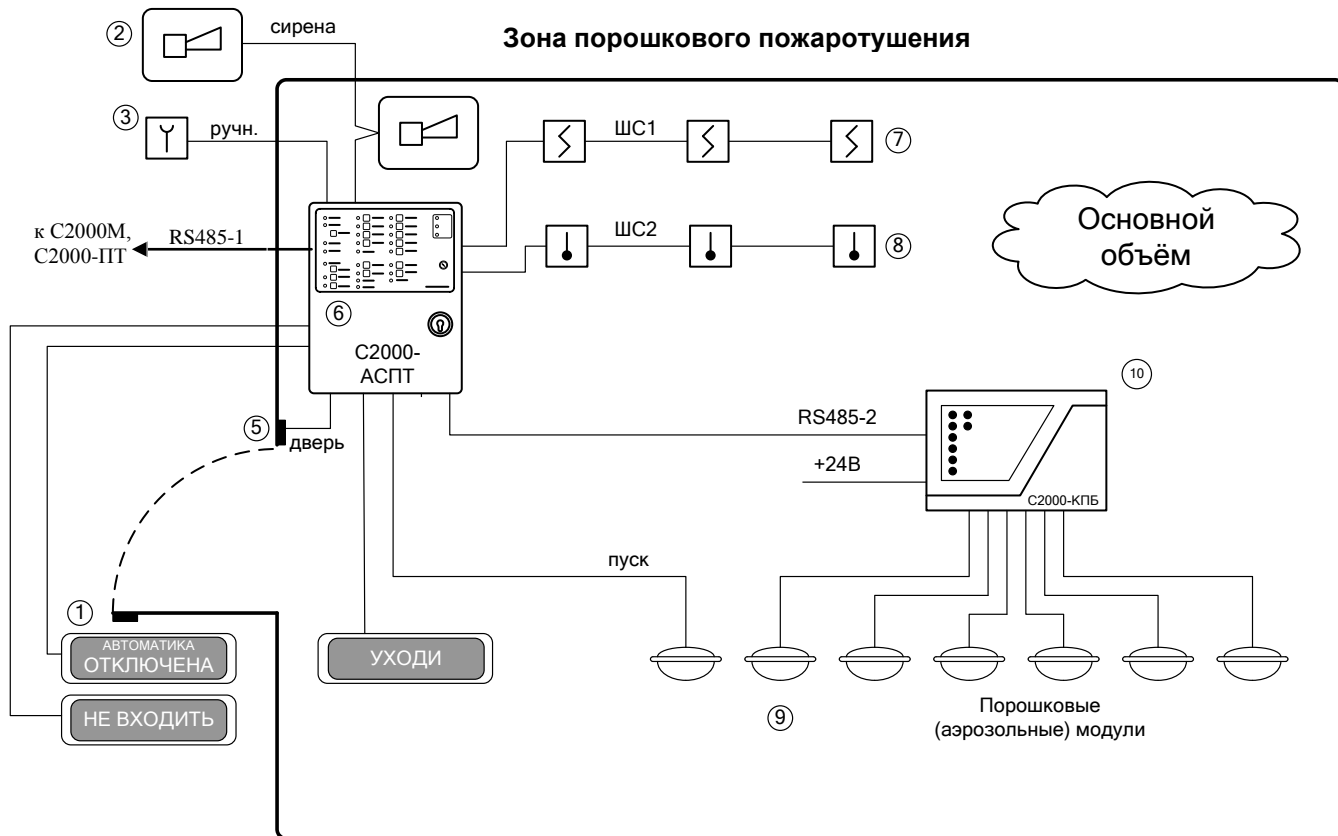 Зона порошкового пожаротушения
2
сирена
3
ручн.
ШС1
7
к С2000М,
С2000-ПТ
RS485-1
ШС2
8
Основной
объём
6
С2000-
АСПТ
10
5
дверь
RS485-2
+24В
С2000-КПБ
пуск
1
АВТОМАТИКА
ОТКЛЮЧЕНА
УХОДИ
НЕ ВХОДИТЬ
9
Порошковые
(аэрозольные) модули